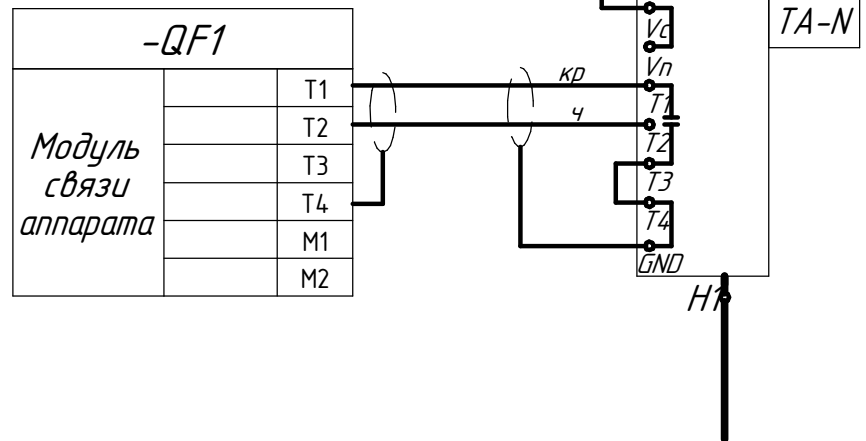 -QF1
Модуль
связи
аппарата
T1
T2
T3
T4
M1
M2
кр
ч
TA-N
Vc
Vn
T1
T2
T3
T4
GND
H1